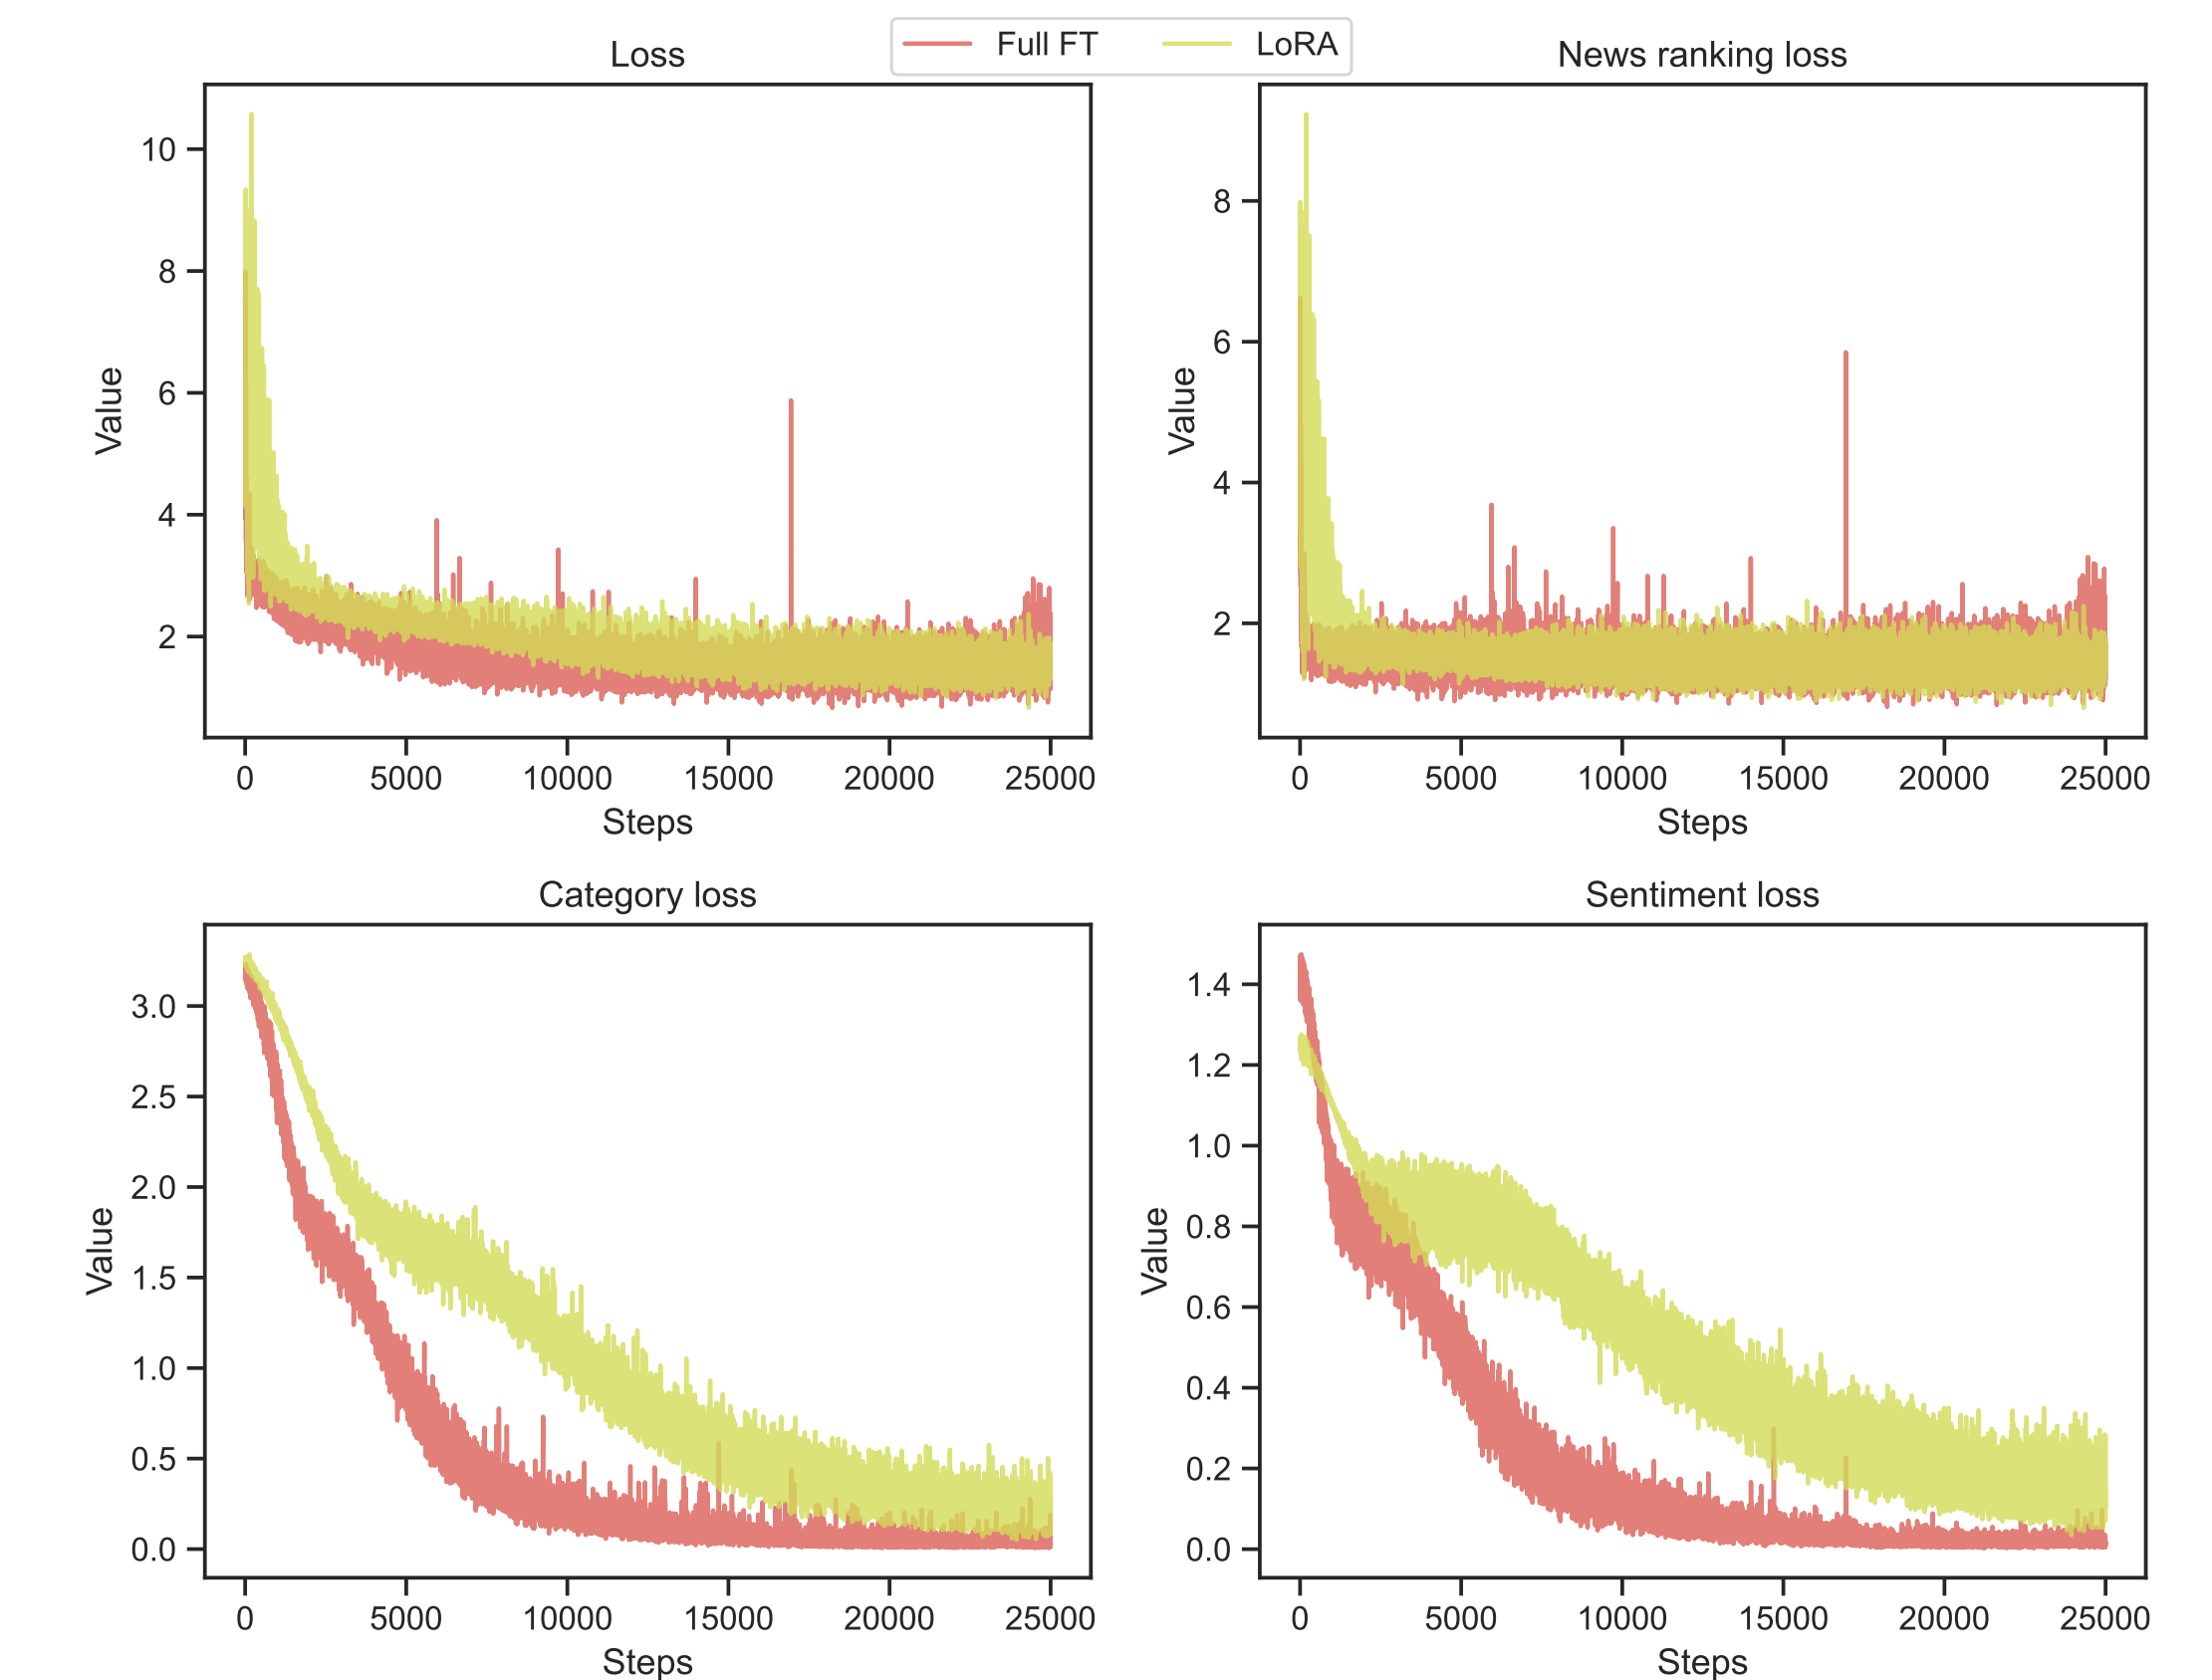 Full FT LoRA
Loss
10
8
6
4
2
Value
0 5000 10000 15000 20000 25000
Steps
News ranking loss
8
6
4
2
Value
0 5000 10000 15000 20000 25000
Steps
Category loss
3.0
2.5
2.0
1.5
1.0
0.5
0.0
Value
0 5000 10000 15000 20000 25000
Steps
Sentiment loss
1.4
1.2
1.0
0.8
0.6
0.4
0.2
0.0
Value
0 5000 10000 15000 20000 25000
Steps